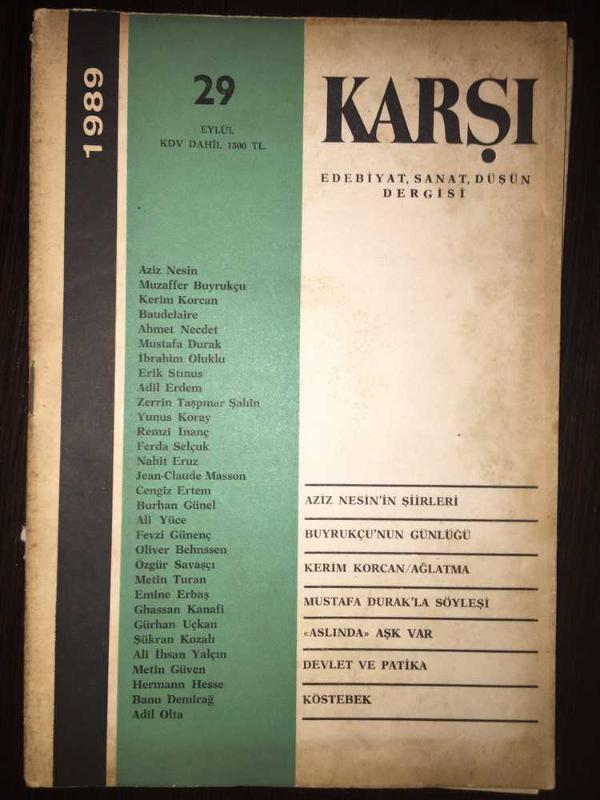 1989
29
EYLÜL
KDV DAHİL 1500 TL.
KARŞI
EDEBİYAT, SANAT, DÜŞÜN
DERGİSİ
Aziz Nesin
Muzaffer Buyrukçu
Kerim Korcan
Baudelaire
Ahmet Necdet
Mustafa Durak
İbrahim Oluklu
Erik Stınus
Adil Erdem
Zerrin Taşpınar Şahin
Yunus Koray
Remzi İnanç
Ferda Selçuk
Nahit Eruz
Jean-Claude Masson
Cengiz Ertem
Burhan Günel
Ali Yüce
Fevzi Günenç
Oliver Behnssen
Özgür Savaşçı
Metin Turan
Emine Erbaş
Ghassan Kanafi
Gürhan Uçkan
Şükran Kozalı
Ali İhsan Yalçın
Metin Güven
Hermann Hesse
Banu Demirağ
Adil Olta
AZİZ NESİN'İN ŞİİRLERİ
BUYRUKÇU'NUN GÜNLÜĞÜ
KERİM KORCAN/AĞLATMA
MUSTAFA DURAK'LA SÖYLEŞİ
«ASLINDA» AŞK VAR
DEVLET VE PATİKA
KÖSTEBEK